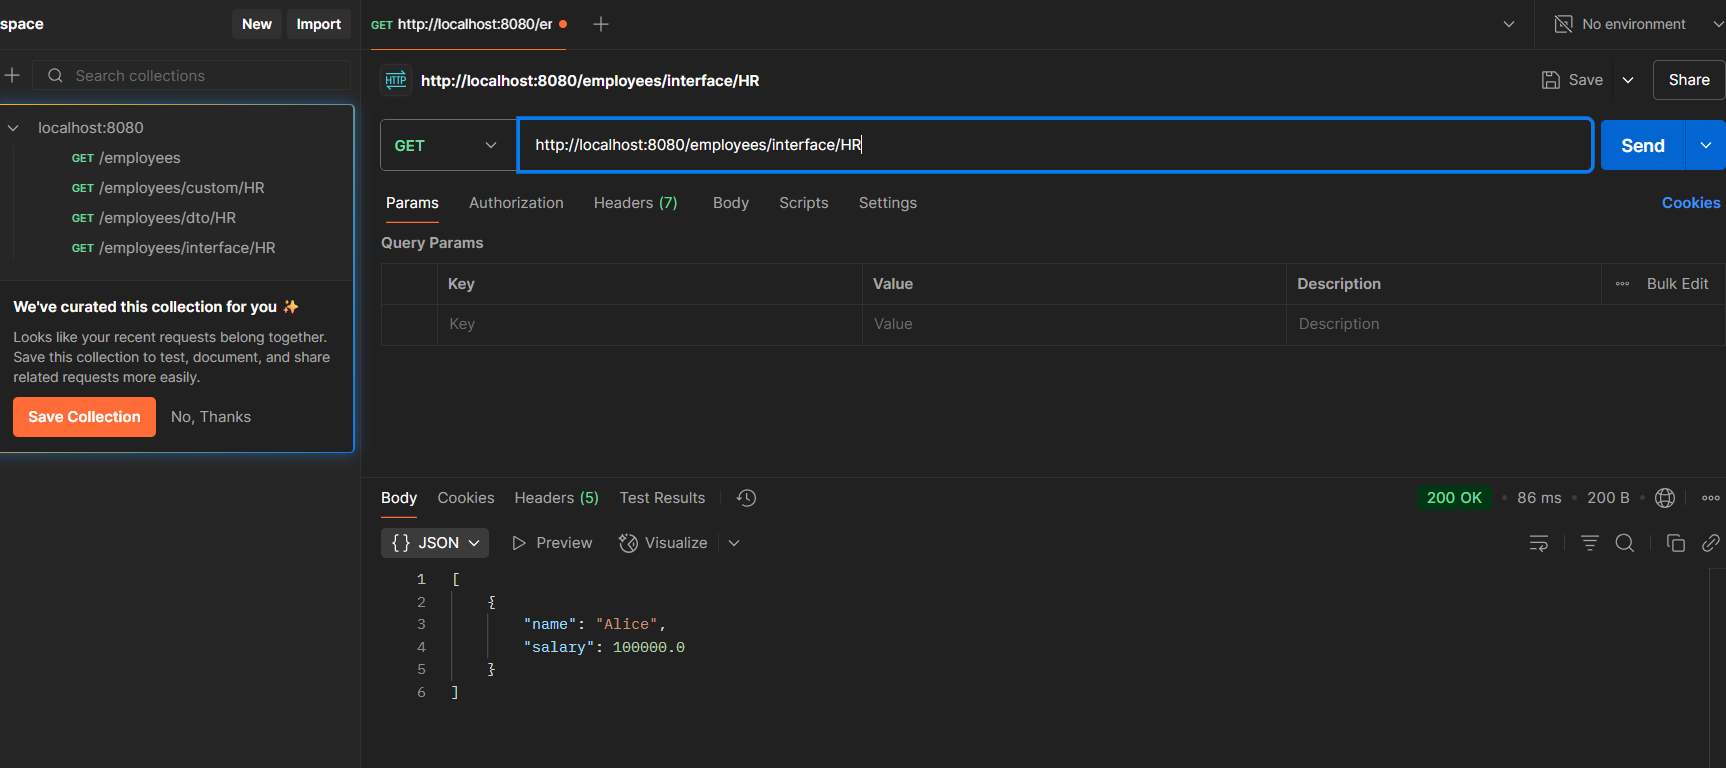 space
New
Import
GET http://localhost:8080/er
No environment
Search collections
HTTP
http://localhost:8080/employees/interface/HR
Save
Share
localhost:8080
GET /employees
GET /employees/custom/HR
GET /employees/dto/HR
GET /employees/interface/HR
GET
http://localhost:8080/employees/interface/HR
Send
Params
Authorization
Headers (7)
Body
Scripts
Settings
Cookies
Query Params
Key
Value
Description
Bulk Edit
Key
Value
Description
We've curated this collection for you ✨
Looks like your recent requests belong together.
Save this collection to test, document, and share
related requests more easily.
Save Collection
No, Thanks
Body
Cookies
Headers (5)
Test Results
200 OK
86 ms
200 B
{} JSON
Preview
Visualize
1 [
2 {
3 "name": "Alice",
4 "salary": 100000.0
5 }
6 ]